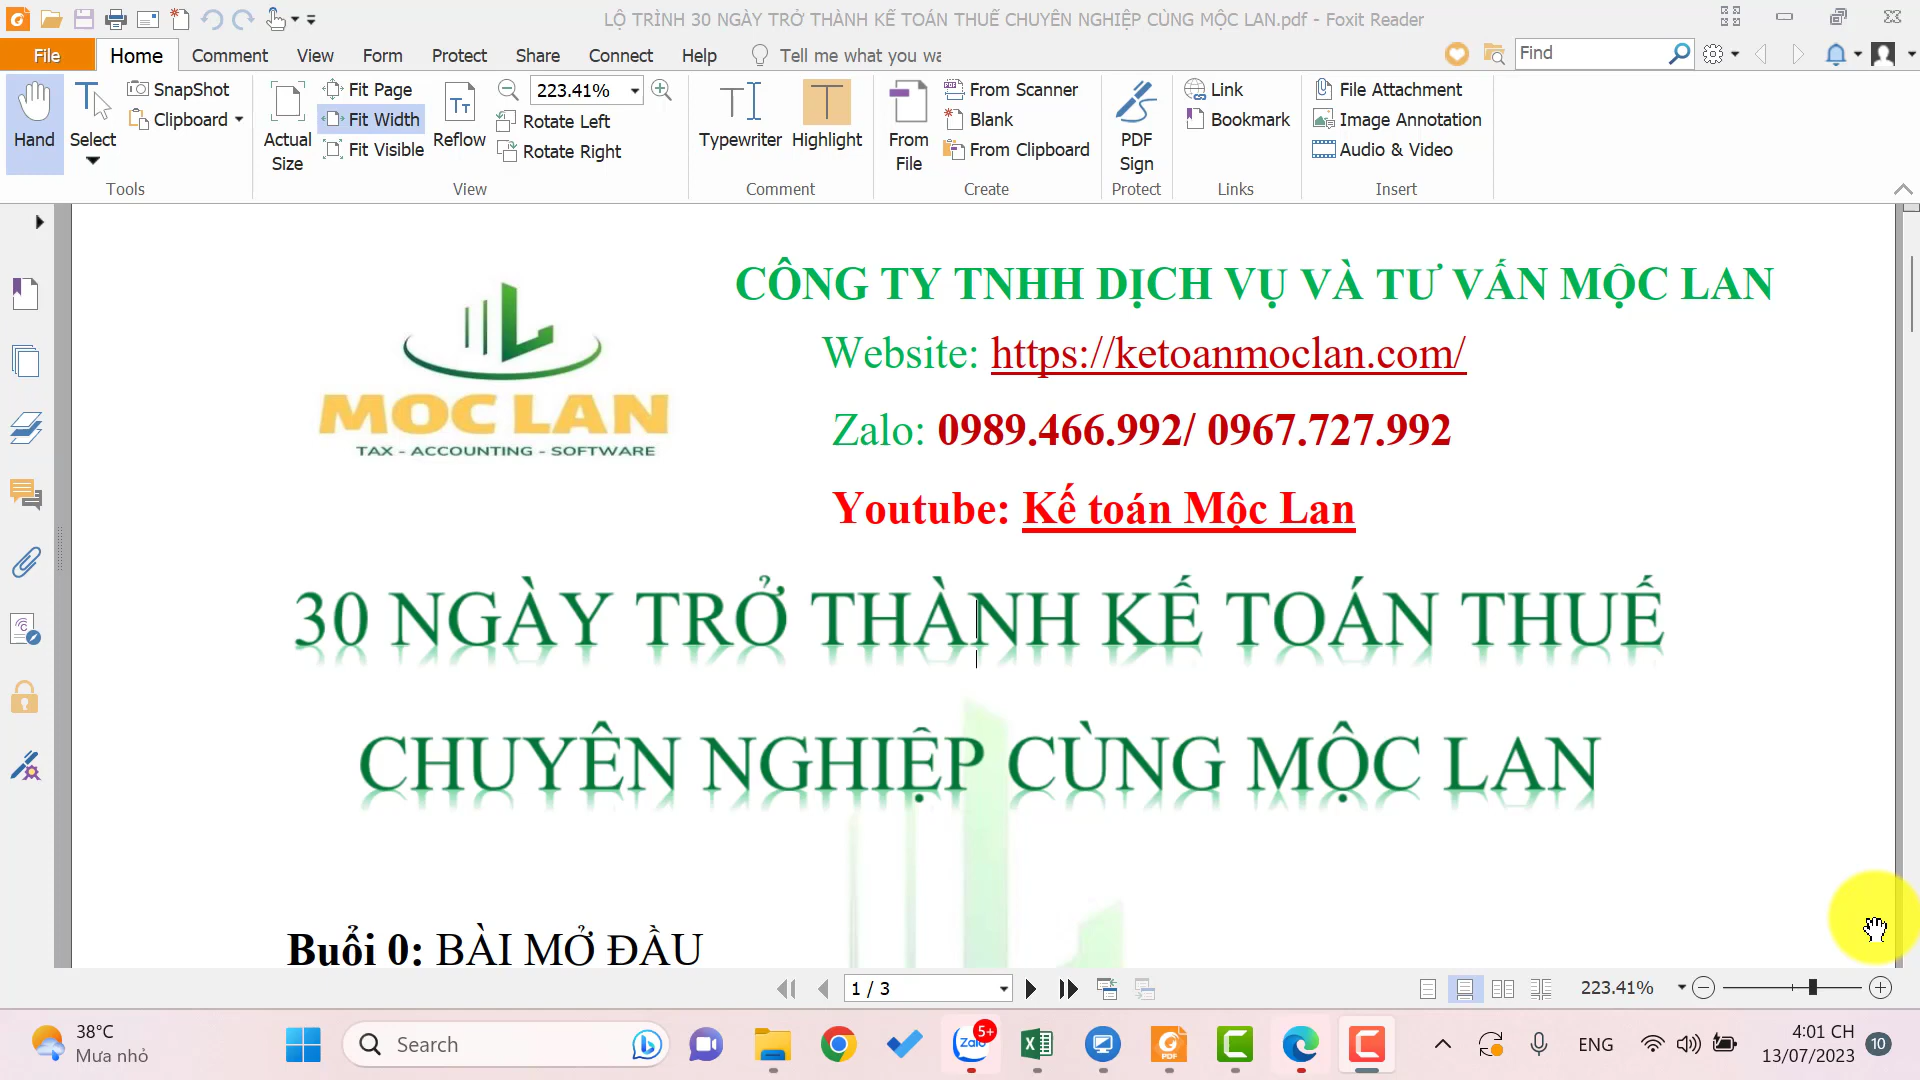 LỘ TRÌNH 30 NGÀY TRỞ THÀNH KẾ TOÁN THUẾ CHUYÊN NGHIỆP CÙNG MỘC LAN.pdf - Foxit Reader
File Home Comment View Form Protect Share Connect Help Tell me what you wa Find
Hand
Select
SnapShot
Clipboard
Tools
Actual Size
Fit Page
Fit Width
Fit Visible
Reflow
223.41%
Rotate Left
Rotate Right
View
Typewriter
Highlight
Comment
From File
From Scanner
Blank
From Clipboard
Create
PDF Sign
Protect
Link
Bookmark
Links
File Attachment
Image Annotation
Audio & Video
Insert
MOC LAN
TAX - ACCOUNTING - SOFTWARE
CÔNG TY TNHH DỊCH VỤ VÀ TƯ VẤN MỘC LAN
Website: https://ketoanmoclan.com/
Zalo: 0989.466.992/ 0967.727.992
Youtube: Kế toán Mộc Lan
30 NGÀY TRỞ THÀNH KẾ TOÁN THUẾ
CHUYÊN NGHIỆP CÙNG MỘC LAN
Buổi 0: BÀI MỞ ĐẦU
1 / 3
223.41%
38°C
Mưa nhỏ
Search
Zalo
5+
PDF
ENG
4:01 CH
13/07/2023
10